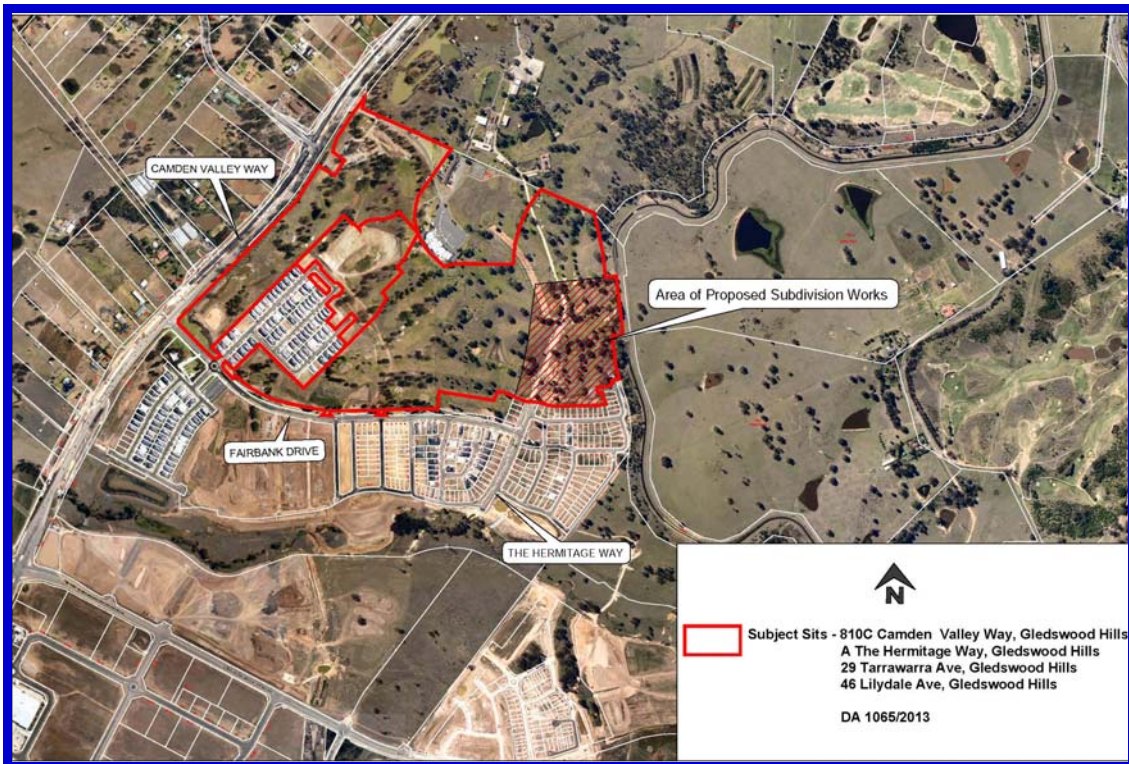 CAMDEN VALLEY WAY
Area of Proposed Subdivision Works
FAIRBANK DRIVE
THE HERMITAGE WAY
N
Subject Sits - 810C Camden Valley Way, Gledswood Hills
A The Hermitage Way, Gledswood Hills
29 Tarrawarra Ave, Gledswood Hills
46 Lilydale Ave, Gledswood Hills
DA 1065/2013